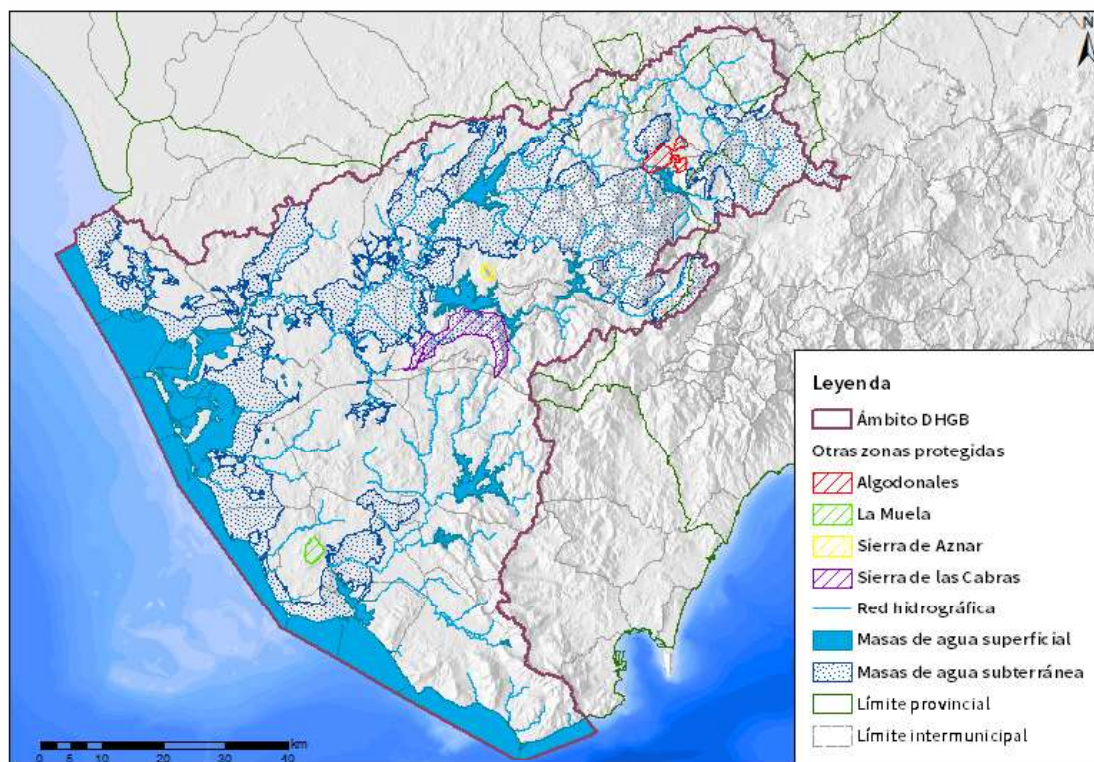 N
Leyenda
Ámbito DHGB
Otras zonas protegidas
Algodonales
La Muela
Sierra de Aznar
Sierra de las Cabras
Red hidrográfica
Masas de agua superficial
Masas de agua subterránea
Límite provincial
Límite intermunicipal
km
0 5 10 20 30 40